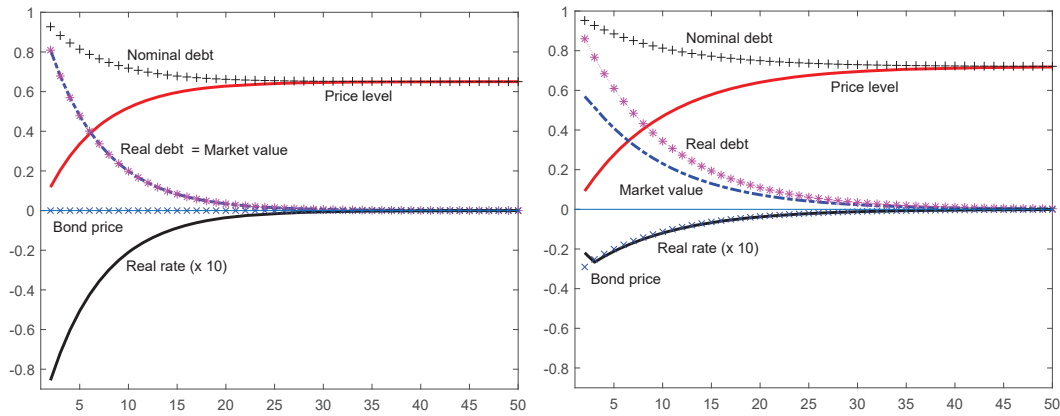 1
0.8
0.6
0.4
0.2
0
-0.2
-0.4
-0.6
-0.8
5 10 15 20 25 30 35 40 45 50
Nominal debt
Price level
Real debt = Market value
Bond price
Real rate (x 10)
1
0.8
0.6
0.4
0.2
0
-0.2
-0.4
-0.6
-0.8
5 10 15 20 25 30 35 40 45 50
Nominal debt
Price level
Real debt
Market value
Real rate (x 10)
Bond price